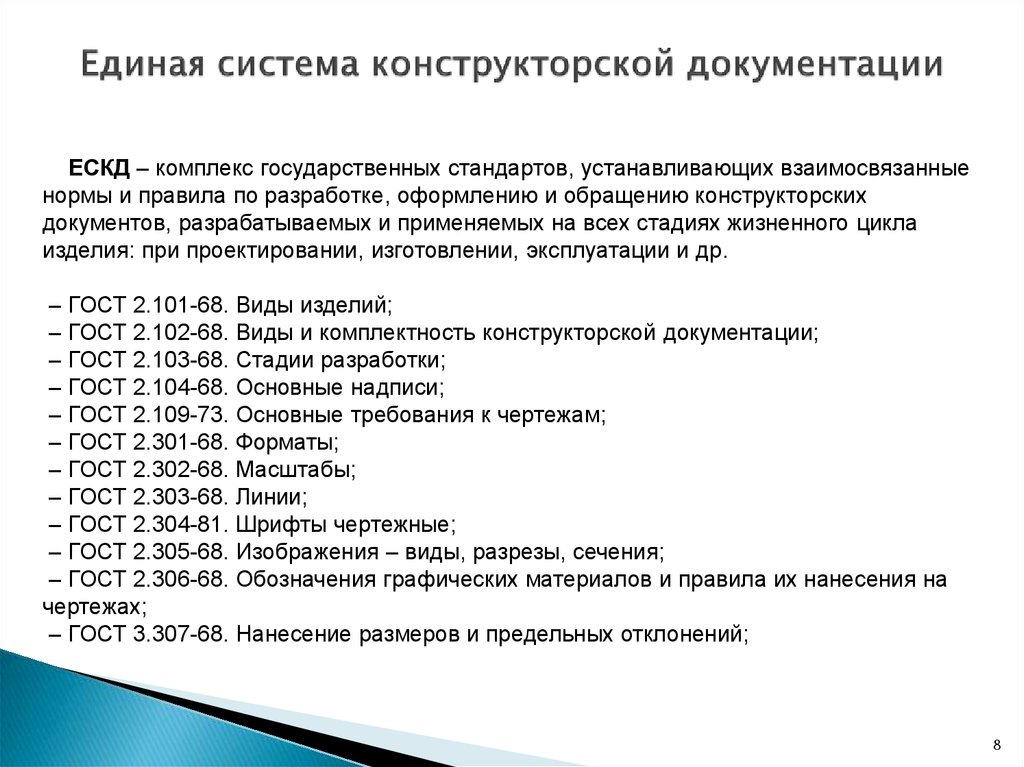 Единая система конструкторской документации
ЕСКД – комплекс государственных стандартов, устанавливающих взаимосвязанные
нормы и правила по разработке, оформлению и обращению конструкторских
документов, разрабатываемых и применяемых на всех стадиях жизненного цикла
изделия: при проектировании, изготовлении, эксплуатации и др.
– ГОСТ 2.101-68. Виды изделий;
– ГОСТ 2.102-68. Виды и комплектность конструкторской документации;
– ГОСТ 2.103-68. Стадии разработки;
– ГОСТ 2.104-68. Основные надписи;
– ГОСТ 2.109-73. Основные требования к чертежам;
– ГОСТ 2.301-68. Форматы;
– ГОСТ 2.302-68. Масштабы;
– ГОСТ 2.303-68. Линии;
– ГОСТ 2.304-81. Шрифты чертежные;
– ГОСТ 2.305-68. Изображения – виды, разрезы, сечения;
– ГОСТ 2.306-68. Обозначения графических материалов и правила их нанесения на
чертежах;
– ГОСТ 3.307-68. Нанесение размеров и предельных отклонений;
8